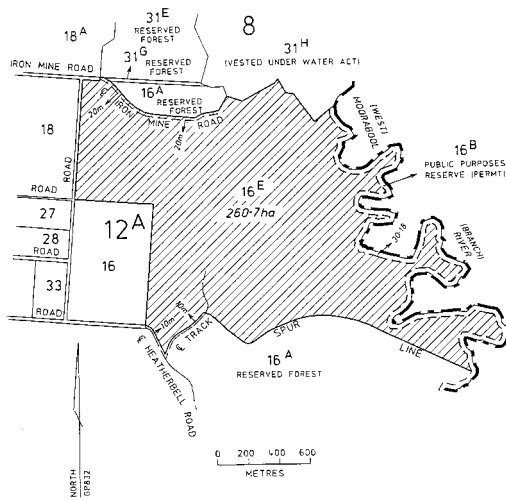 31E
RESERVED
FOREST
8
18A
31G
RESERVED
FOREST
31H
(VESTED UNDER WATER ACT)
IRON MINE ROAD
16A
RESERVED
FOREST
℄
20m
IRON MINE ROAD
20m
(WEST)
MOORABOOL
16B
PUBLIC PURPOSES
RESERVE (PERMT)
18
ROAD
16E
260·7ha
ROAD
27
28
ROAD
12A
16
30·18
(BRANCH)
RIVER
33
ROAD
10m
10m
℄
℄
TRACK
SPUR
LINE
HEATHERBELL ROAD
16A
RESERVED FOREST
0 200 400 600
METRES
NORTH
GP832